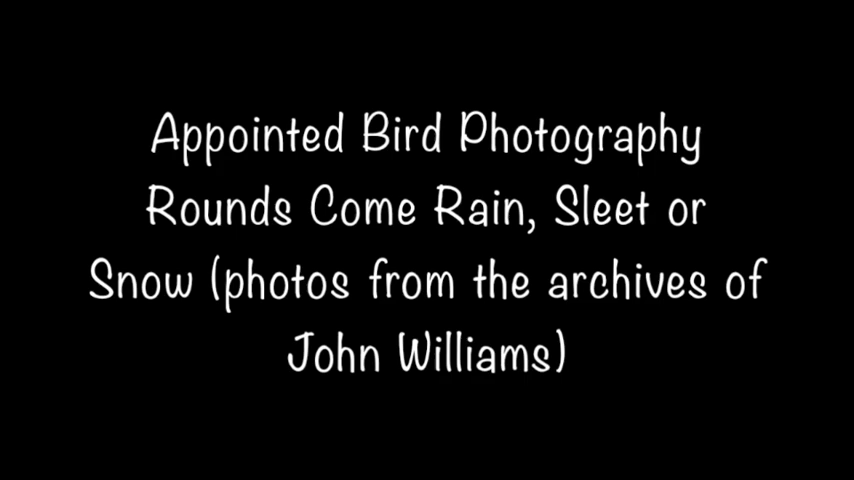 Appointed Bird Photography
Rounds Come Rain, Sleet or
Snow (photos from the archives of
John Williams)